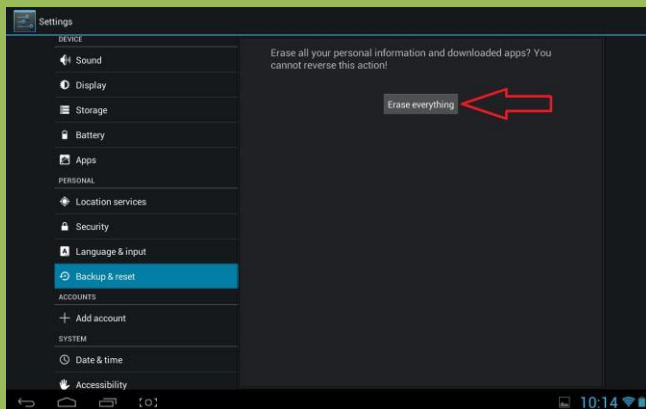 Settings
DEVICE
Sound
Display
Storage
Battery
Apps
PERSONAL
Location services
Security
Language & input
Backup & reset
ACCOUNTS
Add account
SYSTEM
Date & time
Accessibility
Erase all your personal information and downloaded apps? You
cannot reverse this action!
Erase everything
10:14